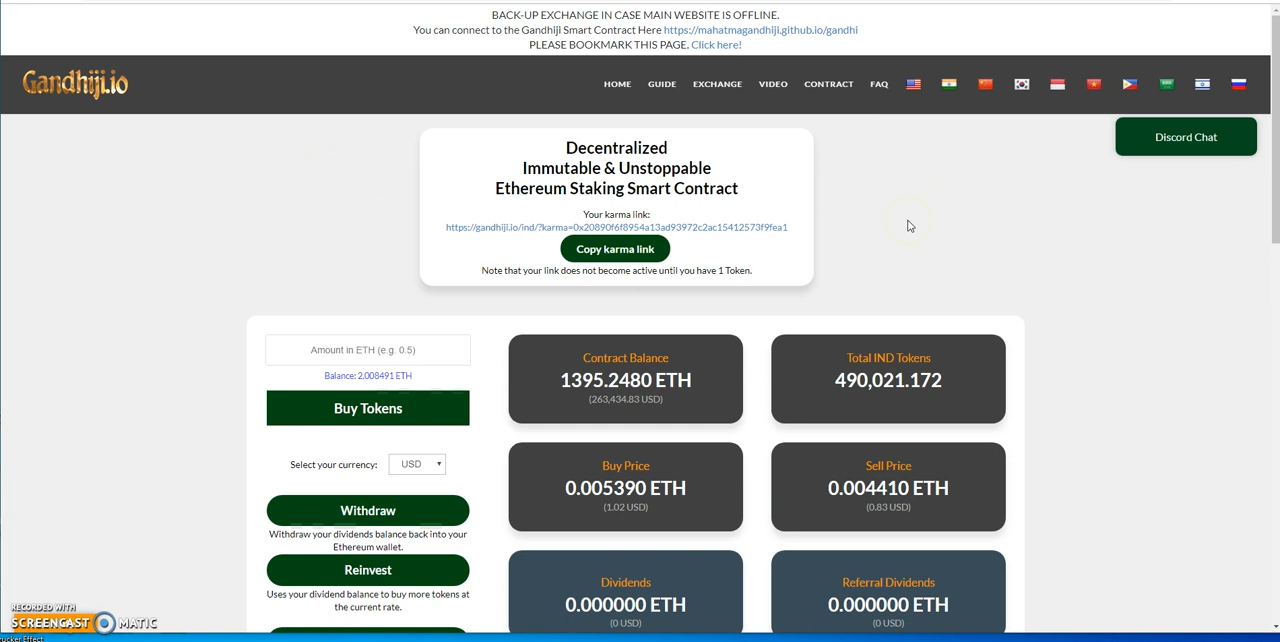 BACK-UP EXCHANGE IN CASE MAIN WEBSITE IS OFFLINE.
You can connect to the Gandhiji Smart Contract Here https://mahatmagandhiji.github.io/gandhi
PLEASE BOOKMARK THIS PAGE. Click here!
Gandhiji.io
HOME GUIDE EXCHANGE VIDEO CONTRACT FAQ
Discord Chat
Decentralized
Immutable & Unstoppable
Ethereum Staking Smart Contract
Your karma link:
https://gandhiji.io/ind/?karma=0x20890f6f8954a13ad93972c2ac15412573f9fea1
Copy karma link
Note that your link does not become active until you have 1 Token.
Amount in ETH (e.g. 0.5)
Balance: 2.008491 ETH
Buy Tokens
Select your currency: USD
Withdraw
Withdraw your dividends balance back into your
Ethereum wallet.
Reinvest
Uses your dividend balance to buy more tokens at
the current rate.
Contract Balance
1395.2480 ETH
(263,434.83 USD)
Total IND Tokens
490,021.172
Buy Price
0.005390 ETH
(1.02 USD)
Sell Price
0.004410 ETH
(0.83 USD)
Dividends
0.000000 ETH
(0 USD)
Referral Dividends
0.000000 ETH
(0 USD)
RECORDED WITH
SCREENCAST MATIC
rucker Effect